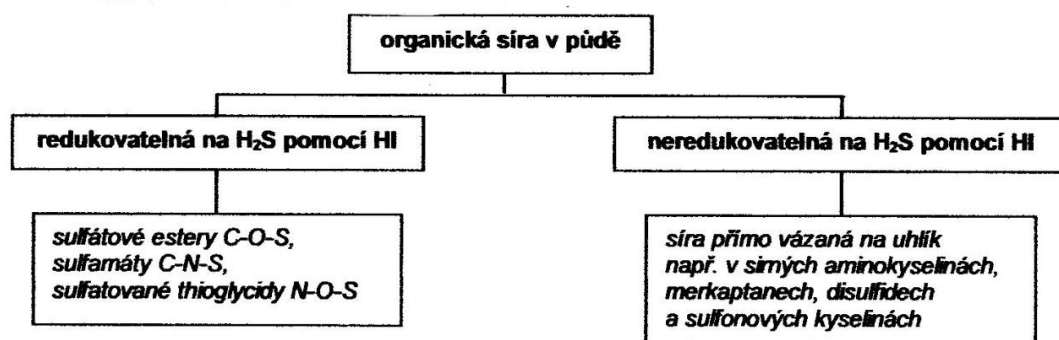 organická síra v půdě
redukovatelná na H₂S pomocí HI
neredukovatelná na H₂S pomocí HI
sulfátové estery C-O-S,
sulfamáty C-N-S,
sulfatované thioglycidy N-O-S
síra přímo vázaná na uhlík
např. v sirných aminokyselinách,
merkaptanech, disulfidech
a sulfonových kyselinách